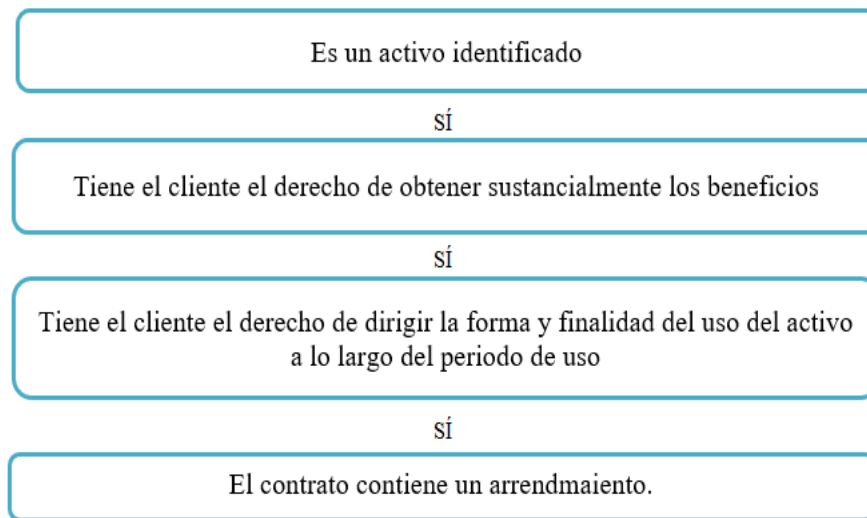 Es un activo identificado
SÍ
Tiene el cliente el derecho de obtener sustancialmente los beneficios
SÍ
Tiene el cliente el derecho de dirigir la forma y finalidad del uso del activo
a lo largo del periodo de uso
SÍ
El contrato contiene un arrendmaiento.